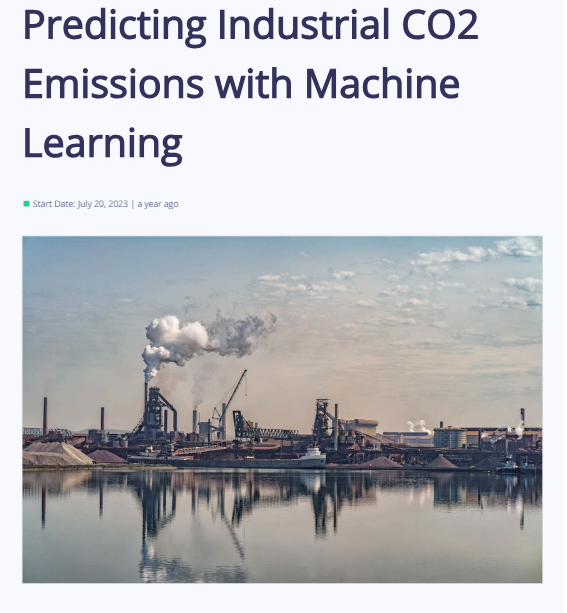 Predicting Industrial CO2
Emissions with Machine
Learning
Start Date: July 20, 2023 | a year ago